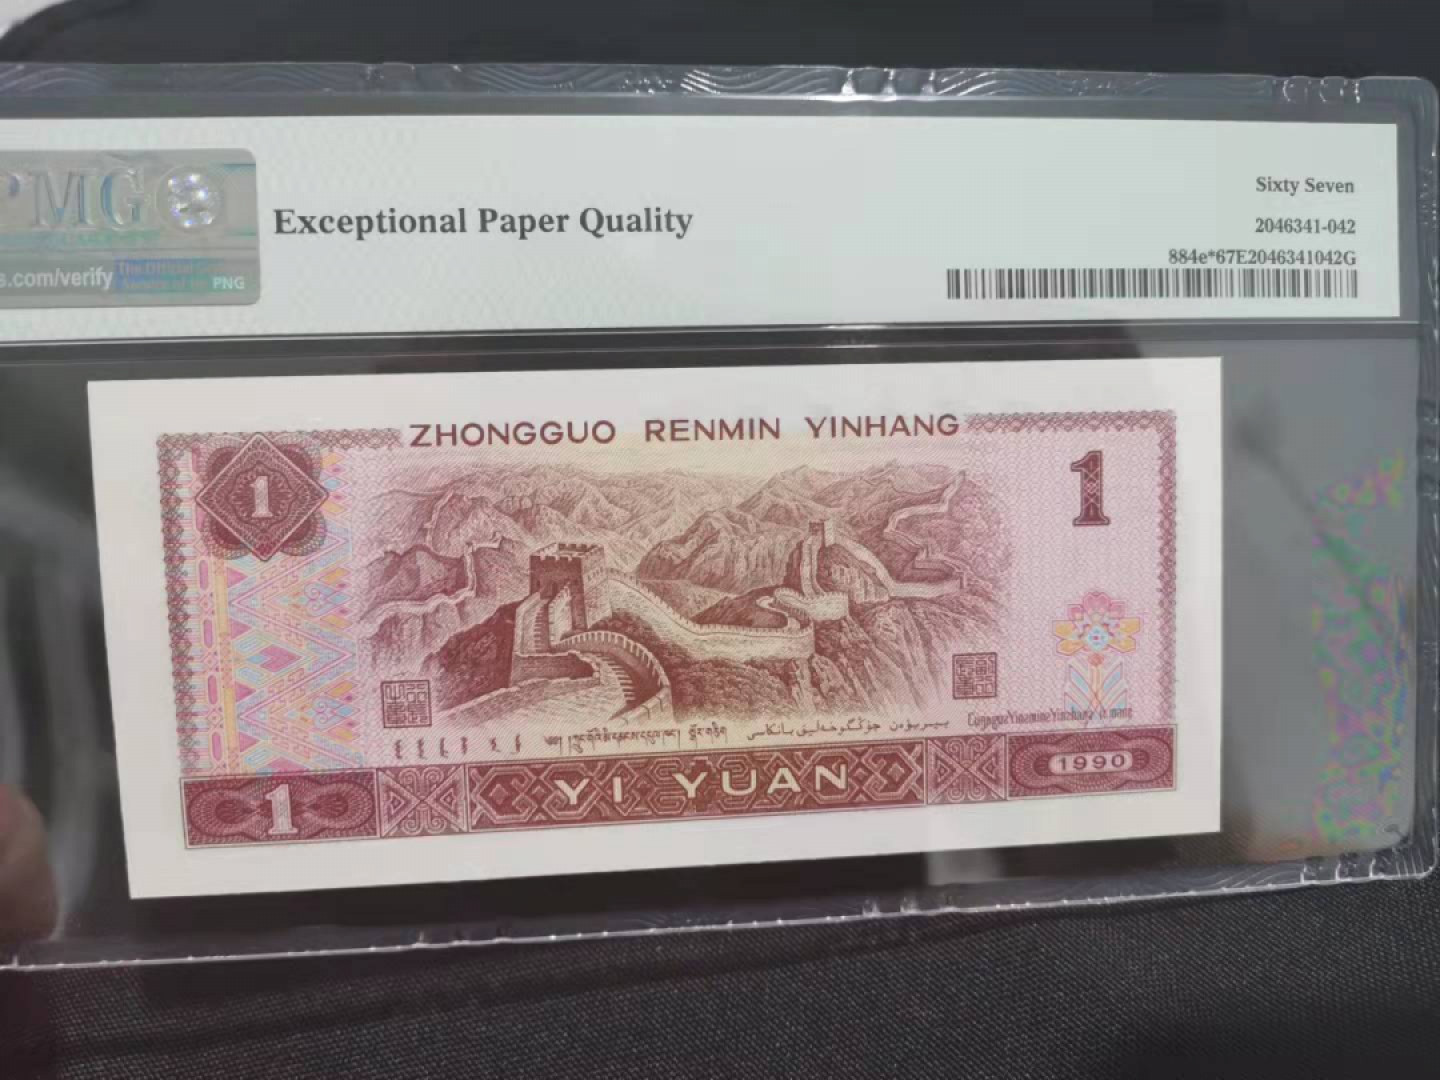 PMG
s.com/verify
PNG
Exceptional Paper Quality
Sixty Seven
2046341-042
884e*67E2046341042G
ZHONGGUO RENMIN YINHANG
1
1
YI YUAN
1
1990